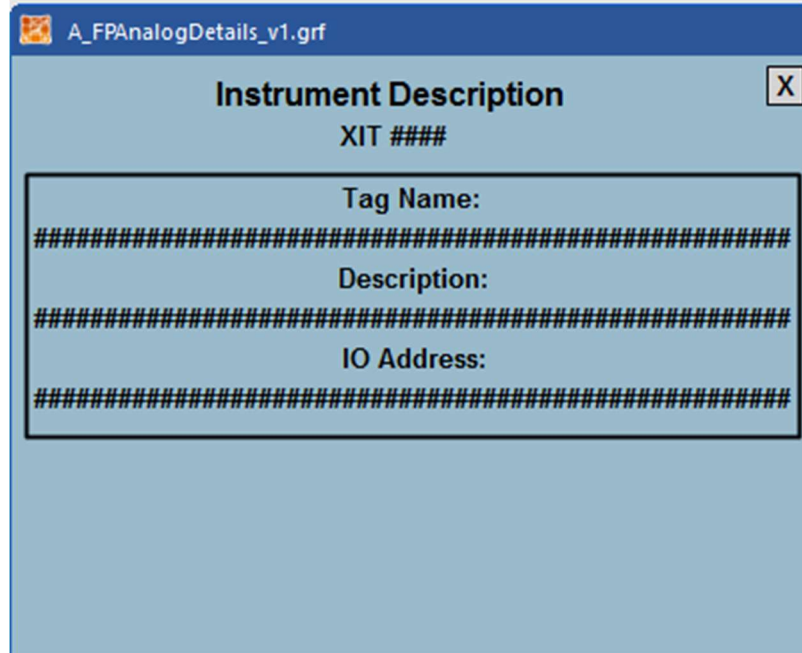 A_FPAnalogDetails_v1.grf
Instrument Description
X
XIT ####
Tag Name:
######################################################
Description:
######################################################
IO Address:
######################################################